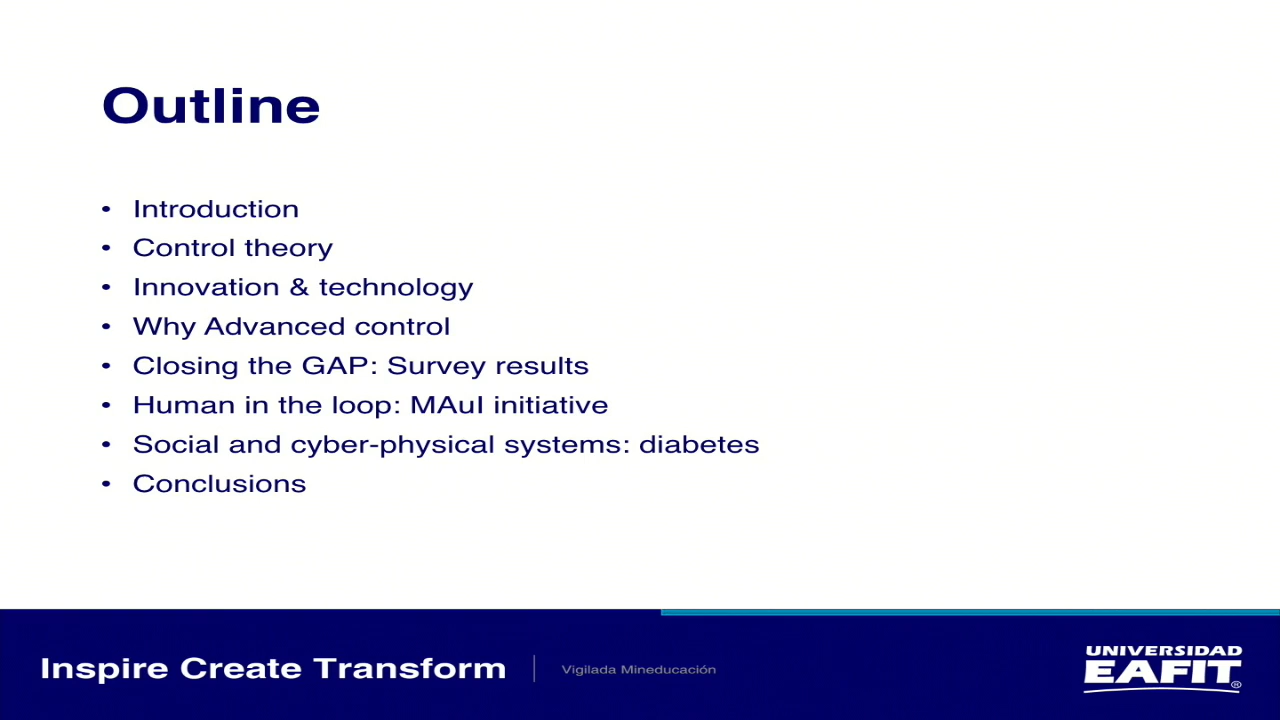 Outline
• Introduction
• Control theory
• Innovation & technology
• Why Advanced control
• Closing the GAP: Survey results
• Human in the loop: MAuI initiative
• Social and cyber-physical systems: diabetes
• Conclusions
Inspire Create Transform
Vigilada Mineducación
UNIVERSIDAD
EAFIT®